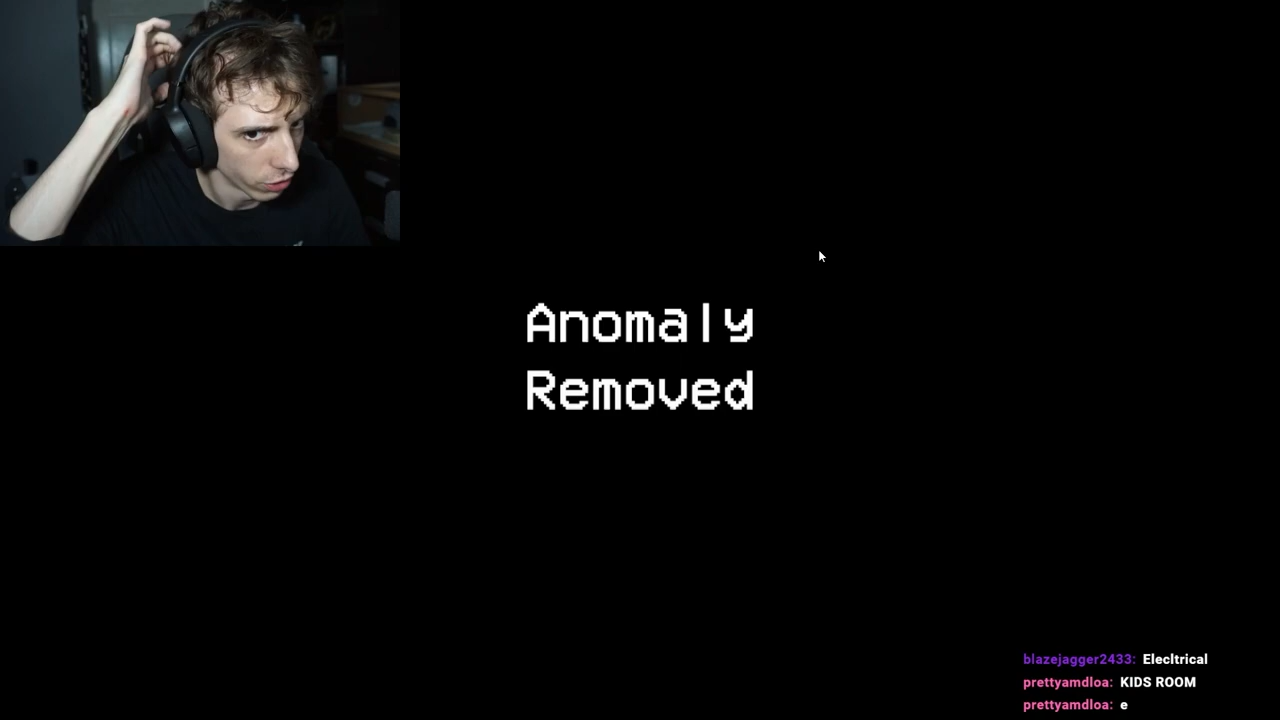 Anomaly
Removed
blazejagger2433: Elecltrical
prettyamdloa: KIDS ROOM
prettyamdloa: e